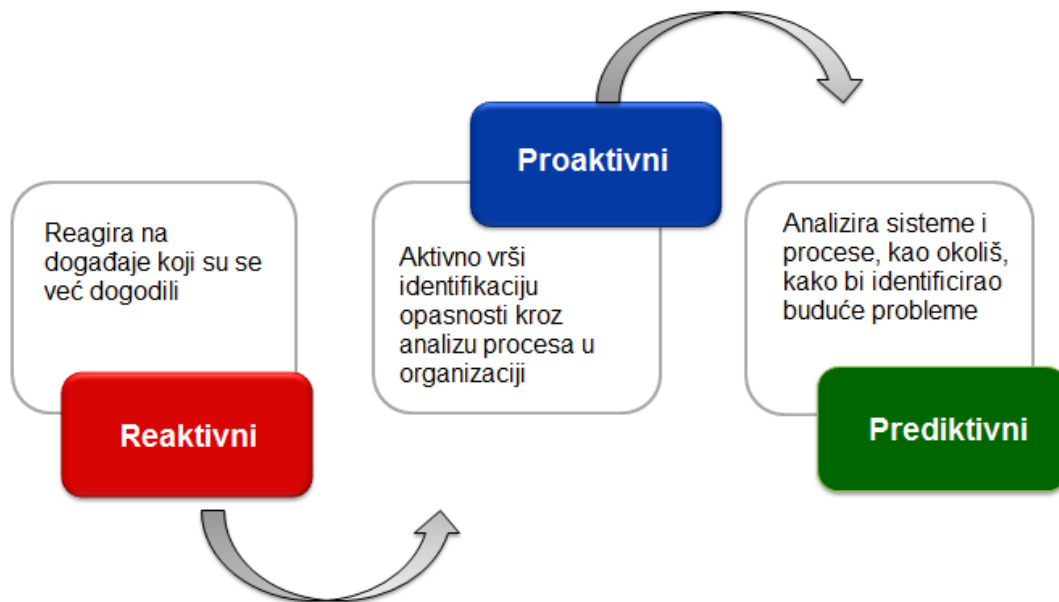 Reagira na
događaje koji su se
već dogodili
Reaktivni
Proaktivni
Aktivno vrši
identifikaciju
opasnosti kroz
analizu procesa u
organizaciji
Analizira sisteme i
procese, kao okoliš,
kako bi identificirao
buduće probleme
Prediktivni